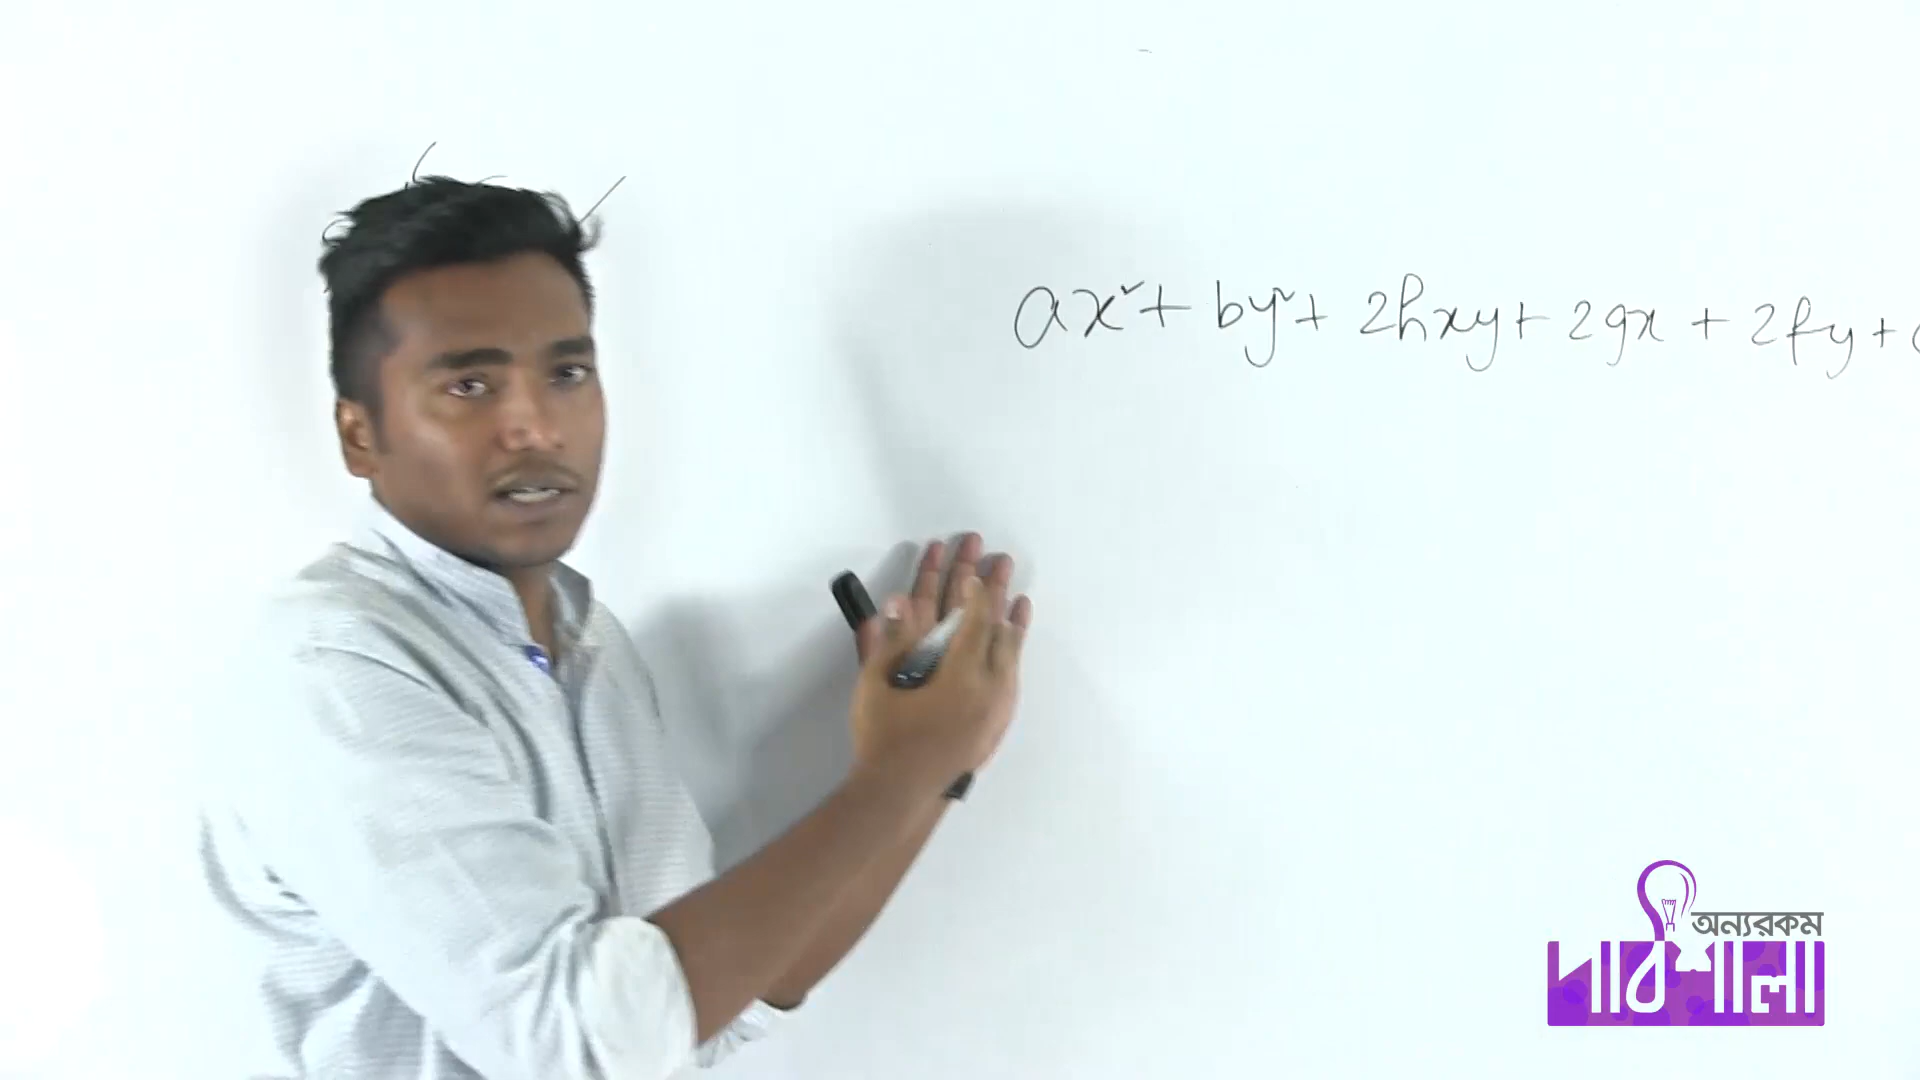 ax² + by² + 2hxy + 2gx + 2fy +
অন্যরকম
পাঠশালা